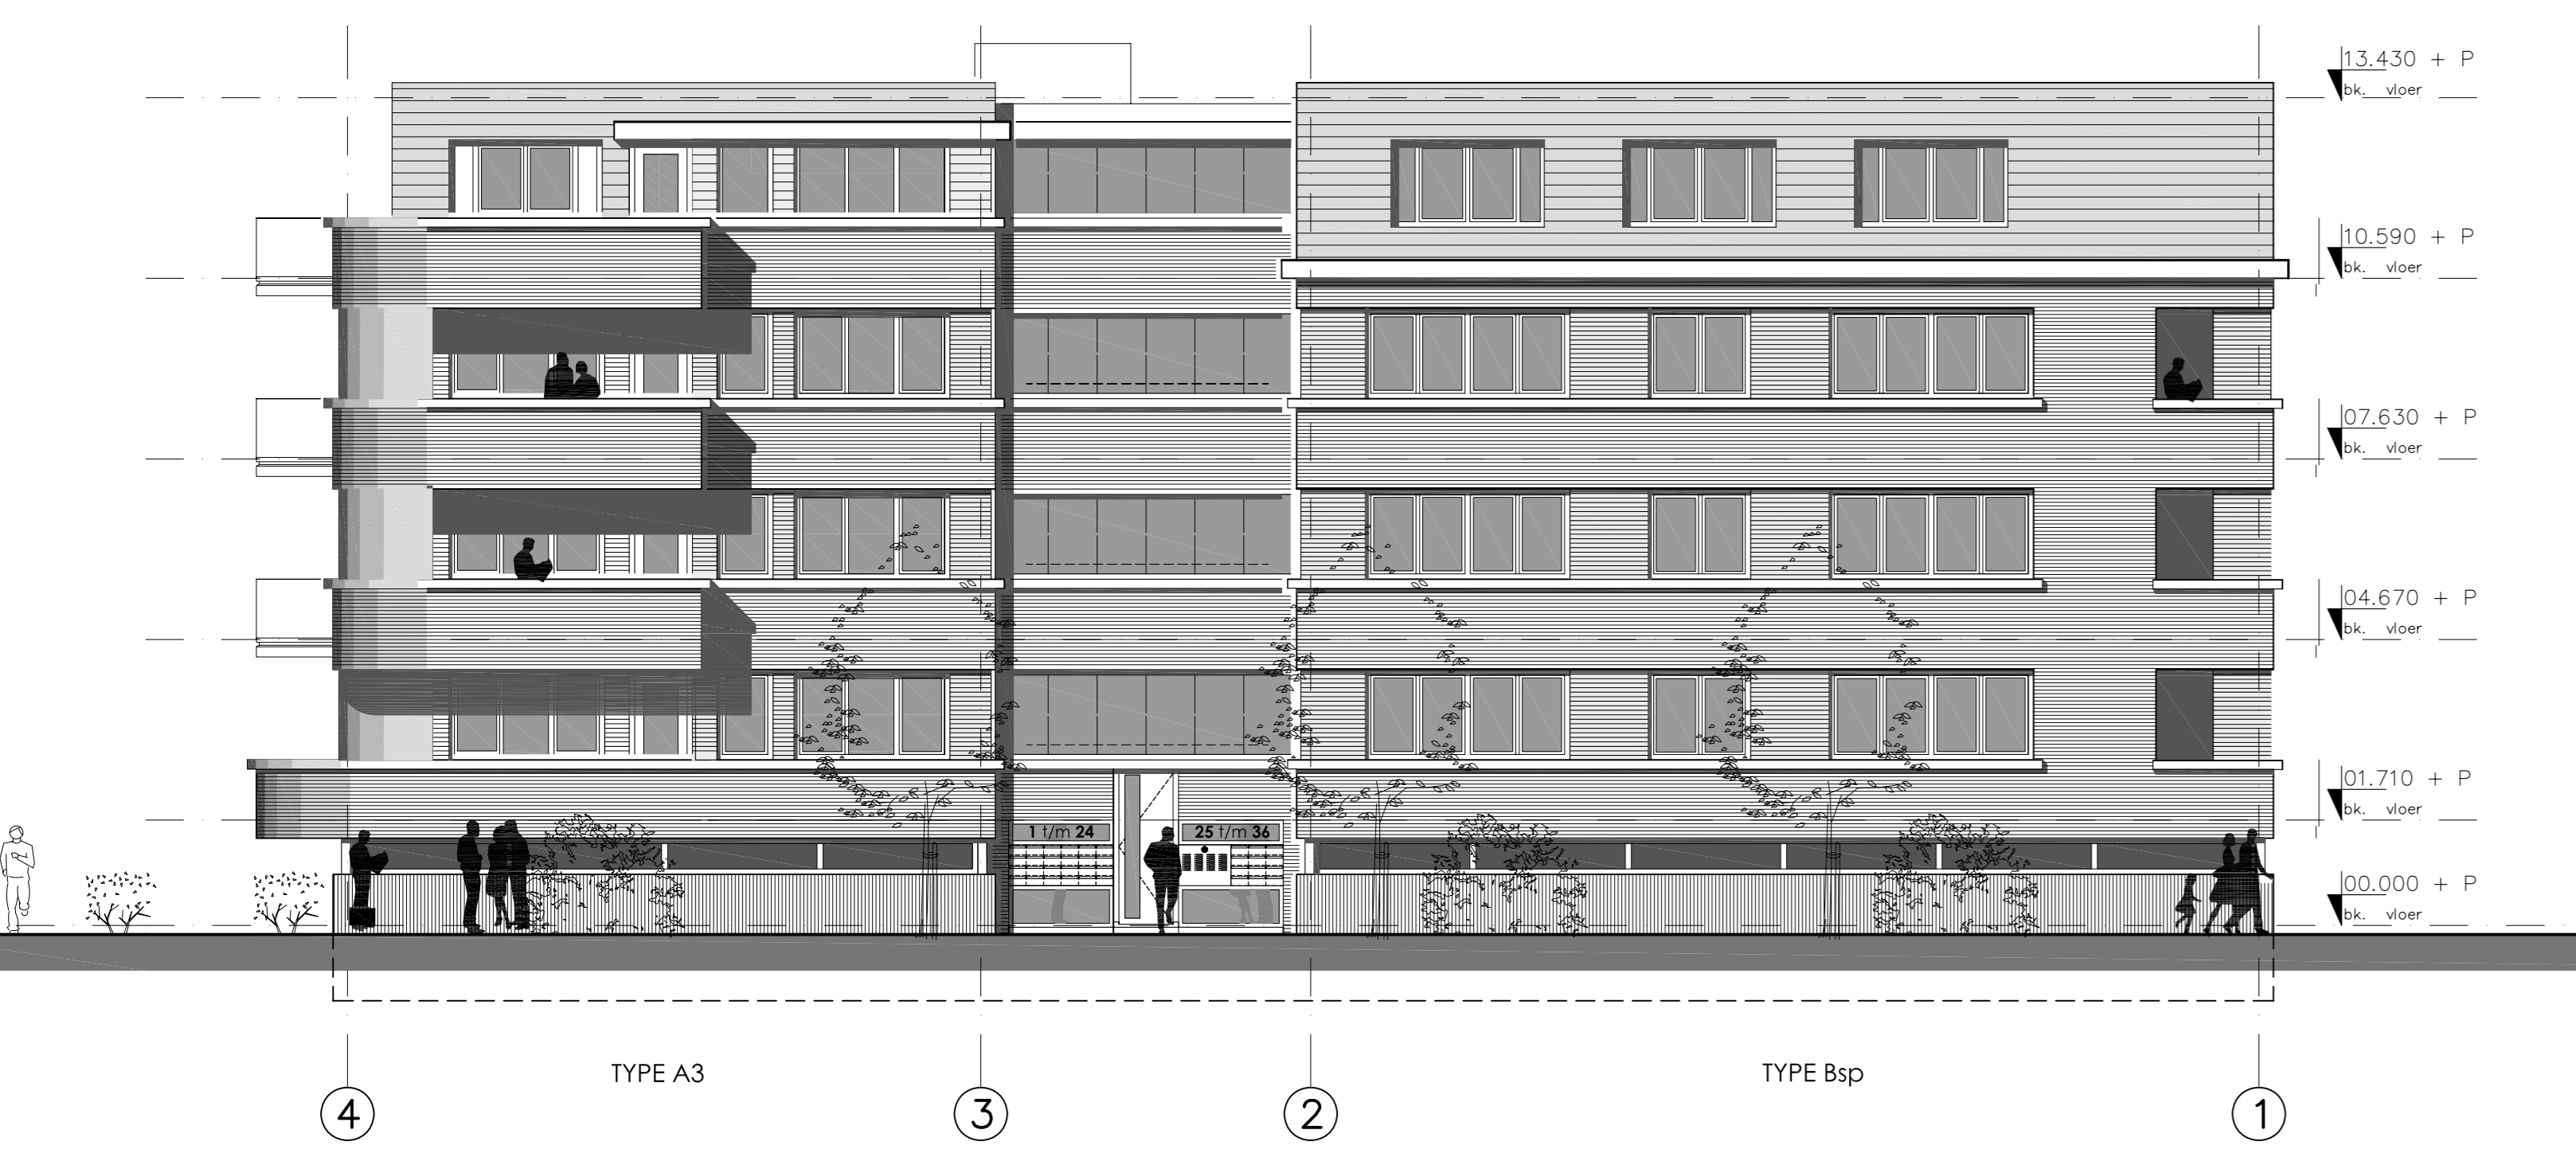 13.430 + P
bk. vloer
10.590 + P
bk. vloer
07.630 + P
bk. vloer
04.670 + P
bk. vloer
01.710 + P
bk. vloer
1 t/m 24
25 t/m 36
00.000 + P
bk. vloer
TYPE A3
TYPE Bsp
4
3
2
1